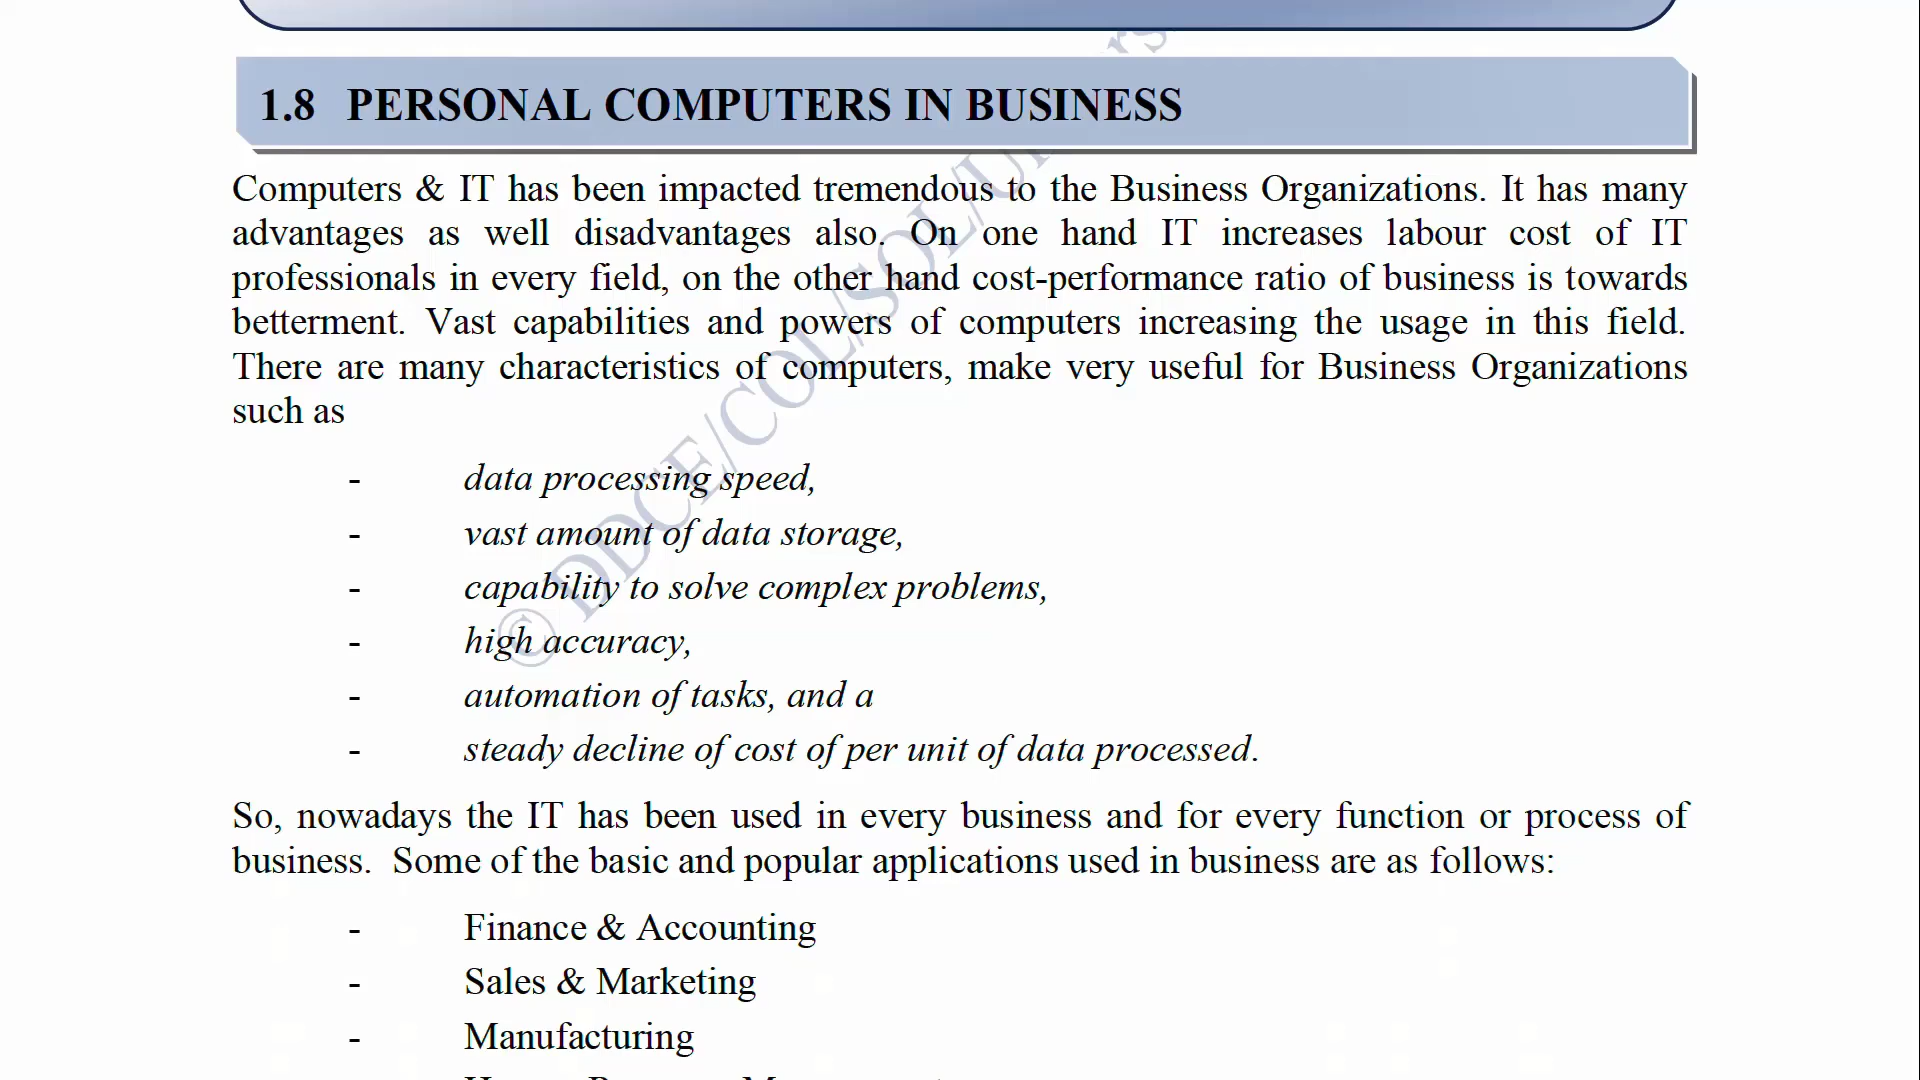 1.8 PERSONAL COMPUTERS IN BUSINESS
Computers & IT has been impacted tremendous to the Business Organizations. It has many
advantages as well disadvantages also. On one hand IT increases labour cost of IT
professionals in every field, on the other hand cost-performance ratio of business is towards
betterment. Vast capabilities and powers of computers increasing the usage in this field.
There are many characteristics of computers, make very useful for Business Organizations
such as
- data processing speed,
- vast amount of data storage,
- capability to solve complex problems,
- high accuracy,
- automation of tasks, and a
- steady decline of cost of per unit of data processed.
So, nowadays the IT has been used in every business and for every function or process of
business. Some of the basic and popular applications used in business are as follows:
- Finance & Accounting
- Sales & Marketing
- Manufacturing
© DDCE/COL/SOL/